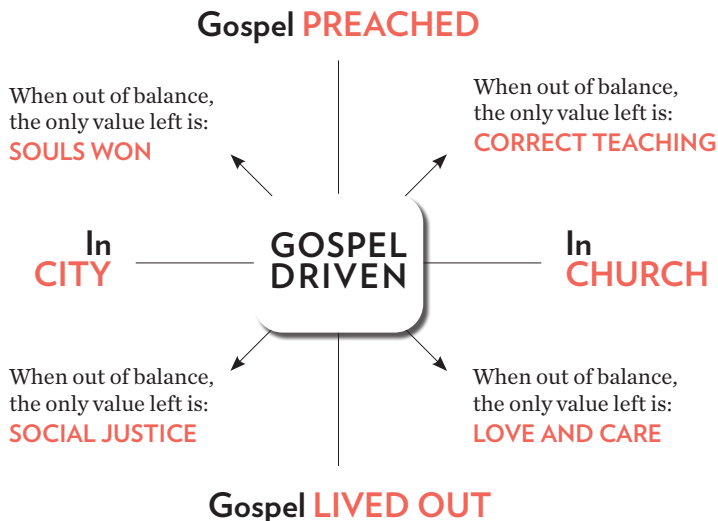 Gospel PREACHED
When out of balance,
the only value left is:
SOULS WON
When out of balance,
the only value left is:
CORRECT TEACHING
In
CITY
GOSPEL
DRIVEN
In
CHURCH
When out of balance,
the only value left is:
SOCIAL JUSTICE
When out of balance,
the only value left is:
LOVE AND CARE
Gospel LIVED OUT